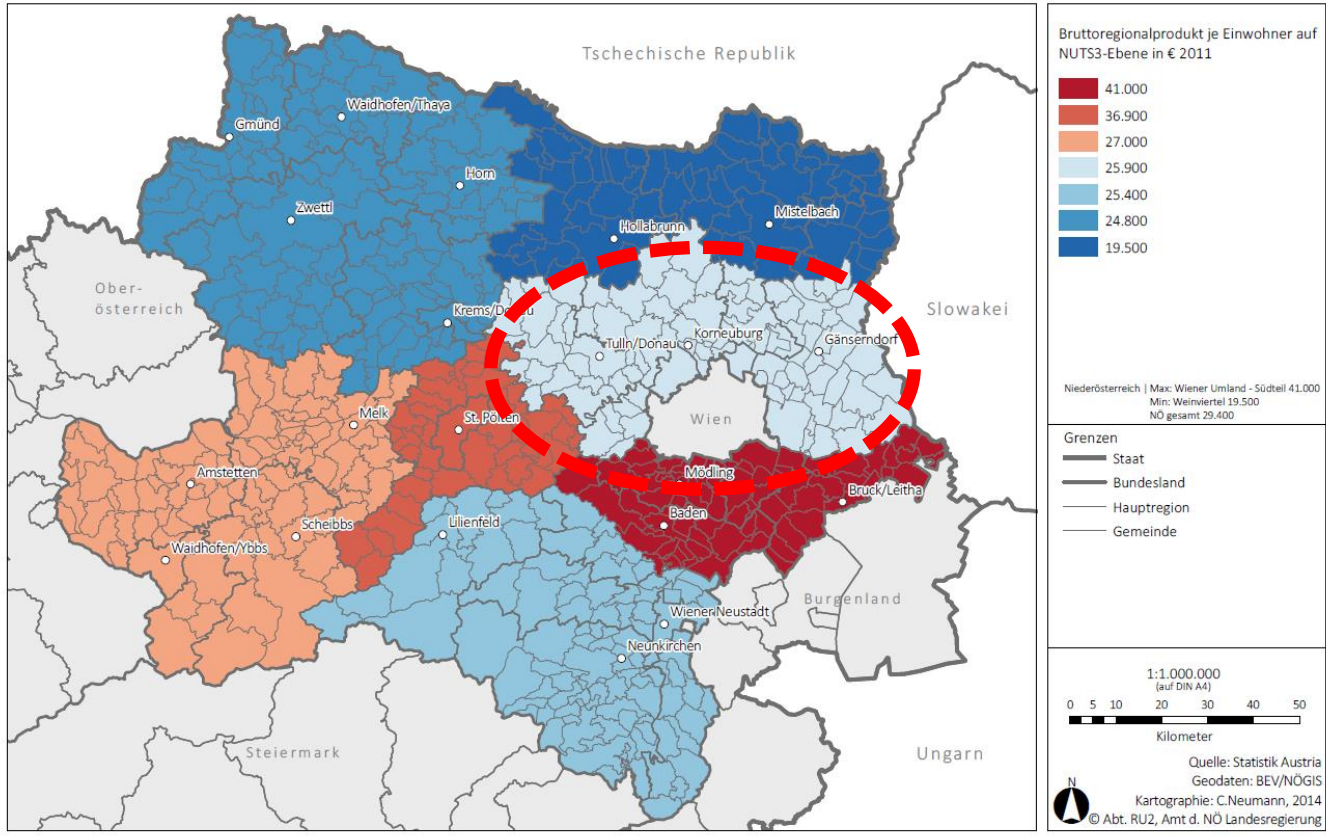 Tschechische Republik
Waidhofen/Thaya
Gmünd
Horn
Zwettl
Mistelbach
Hollabrunn
Ober-
österreich
Krems/Donau
Slowakei
Korneuburg
Tulln/Donau
Gänserndorf
Melk
St. Pölten
Wien
Amstetten
Mödling
Bruck/Leitha
Baden
Scheibbs
Lilienfeld
Waidhofen/Ybbs
Burgenland
Wiener Neustadt
Neunkirchen
Steiermark
Ungarn
Bruttoregionalprodukt je Einwohner auf
NUTS3-Ebene in € 2011
41.000
36.900
27.000
25.900
25.400
24.800
19.500
Niederösterreich | Max: Wiener Umland - Südteil 41.000
Min: Weinviertel 19.500
NÖ gesamt 29.400
Grenzen
Staat
Bundesland
Hauptregion
Gemeinde
1:1.000.000
(auf DIN A4)
0 5 10 20 30 40 50
Kilometer
N
Quelle: Statistik Austria
Geodaten: BEV/NÖGIS
Kartographie: C.Neumann, 2014
© Abt. RU2, Amt d. NÖ Landesregierung